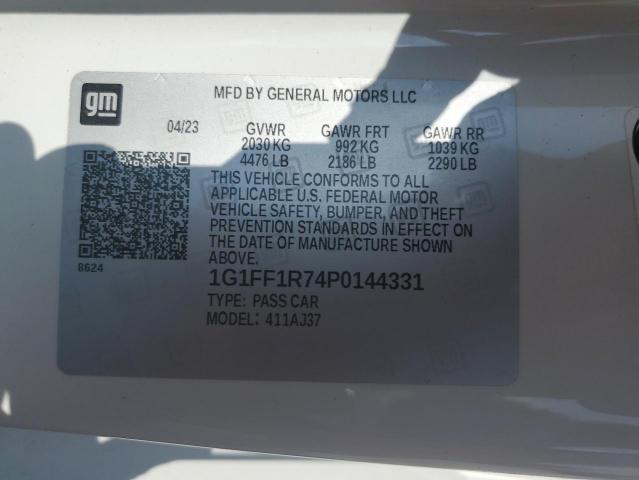 gm
MFD BY GENERAL MOTORS LLC
04/23 GVWR GAWR FRT GAWR RR
2030 KG 992 KG 1039 KG
4476 LB 2186 LB 2290 LB
THIS VEHICLE CONFORMS TO ALL
APPLICABLE U.S. FEDERAL MOTOR
VEHICLE SAFETY, BUMPER, AND THEFT
PREVENTION STANDARDS IN EFFECT ON
THE DATE OF MANUFACTURE SHOWN
ABOVE.
8624
1G1FF1R74P0144331
TYPE: PASS CAR
MODEL: 411AJ37